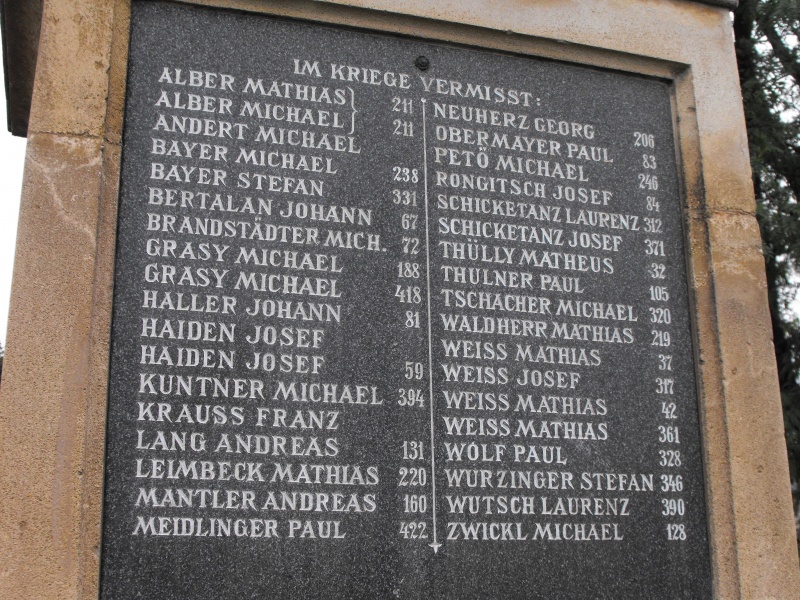 IM KRIEGE VERMISST:
ALBER MATHIAS } 211
ALBER MICHAEL } 211
ANDERT MICHAEL
BAYER MICHAEL 238
BAYER STEFAN 331
BERTALAN JOHANN 67
BRANDSTÄDTER MICH. 72
GRASY MICHAEL 188
GRASY MICHAEL 418
HALLER JOHANN 81
HAIDEN JOSEF
HAIDEN JOSEF 59
KUNTNER MICHAEL 394
KRAUSS FRANZ
LANG ANDREAS 131
LEIMBECK MATHIAS 220
MANTLER ANDREAS 160
MEIDLINGER PAUL 422
NEUHERZ GEORG 206
OBERMAYER PAUL 83
PETÖ MICHAEL 246
RONGITSCH JOSEF 84
SCHICKETANZ LAURENZ 312
SCHICKETANZ JOSEF 371
THÜLLY MATHEUS 32
THULNER PAUL 105
TSCHACHER MICHAEL 320
WALDHERR MATHIAS 219
WEISS MATHIAS 37
WEISS JOSEF 317
WEISS MATHIAS 42
WEISS MATHIAS 361
WOLF PAUL 328
WURZINGER STEFAN 346
WUTSCH LAURENZ 390
ZWICKL MICHAEL 128